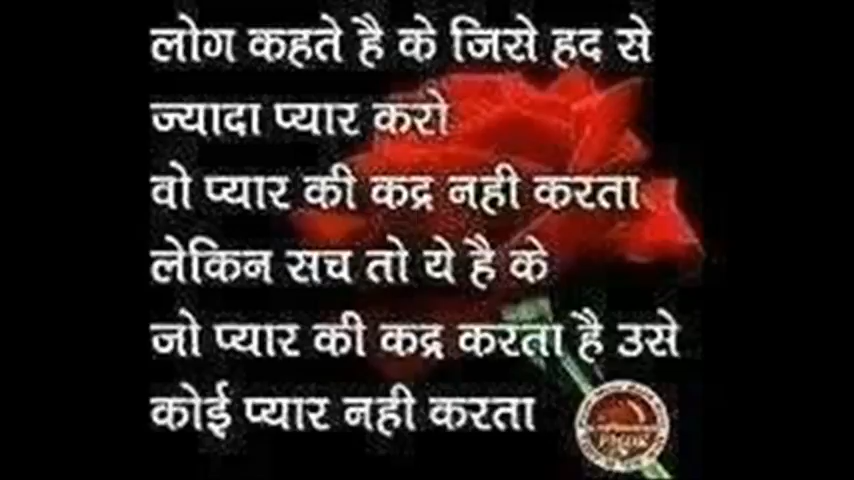 लोग कहते है के जिसे हद से
ज्यादा प्यार करो
वो प्यार की कद्र नही करता
लेकिन सच तो ये है के
जो प्यार की कद्र करता है उसे
कोई प्यार नही करता